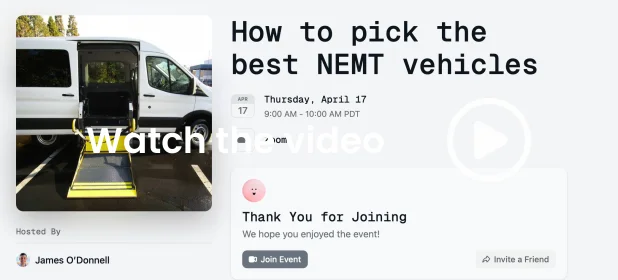 How to pick the
best NEMT vehicles
APR
17
Thursday, April 17
9:00 AM - 10:00 AM PDT
Watch the video
Zoom
Thank You for Joining
We hope you enjoyed the event!
Join Event
Invite a Friend
Hosted By
James O'Donnell